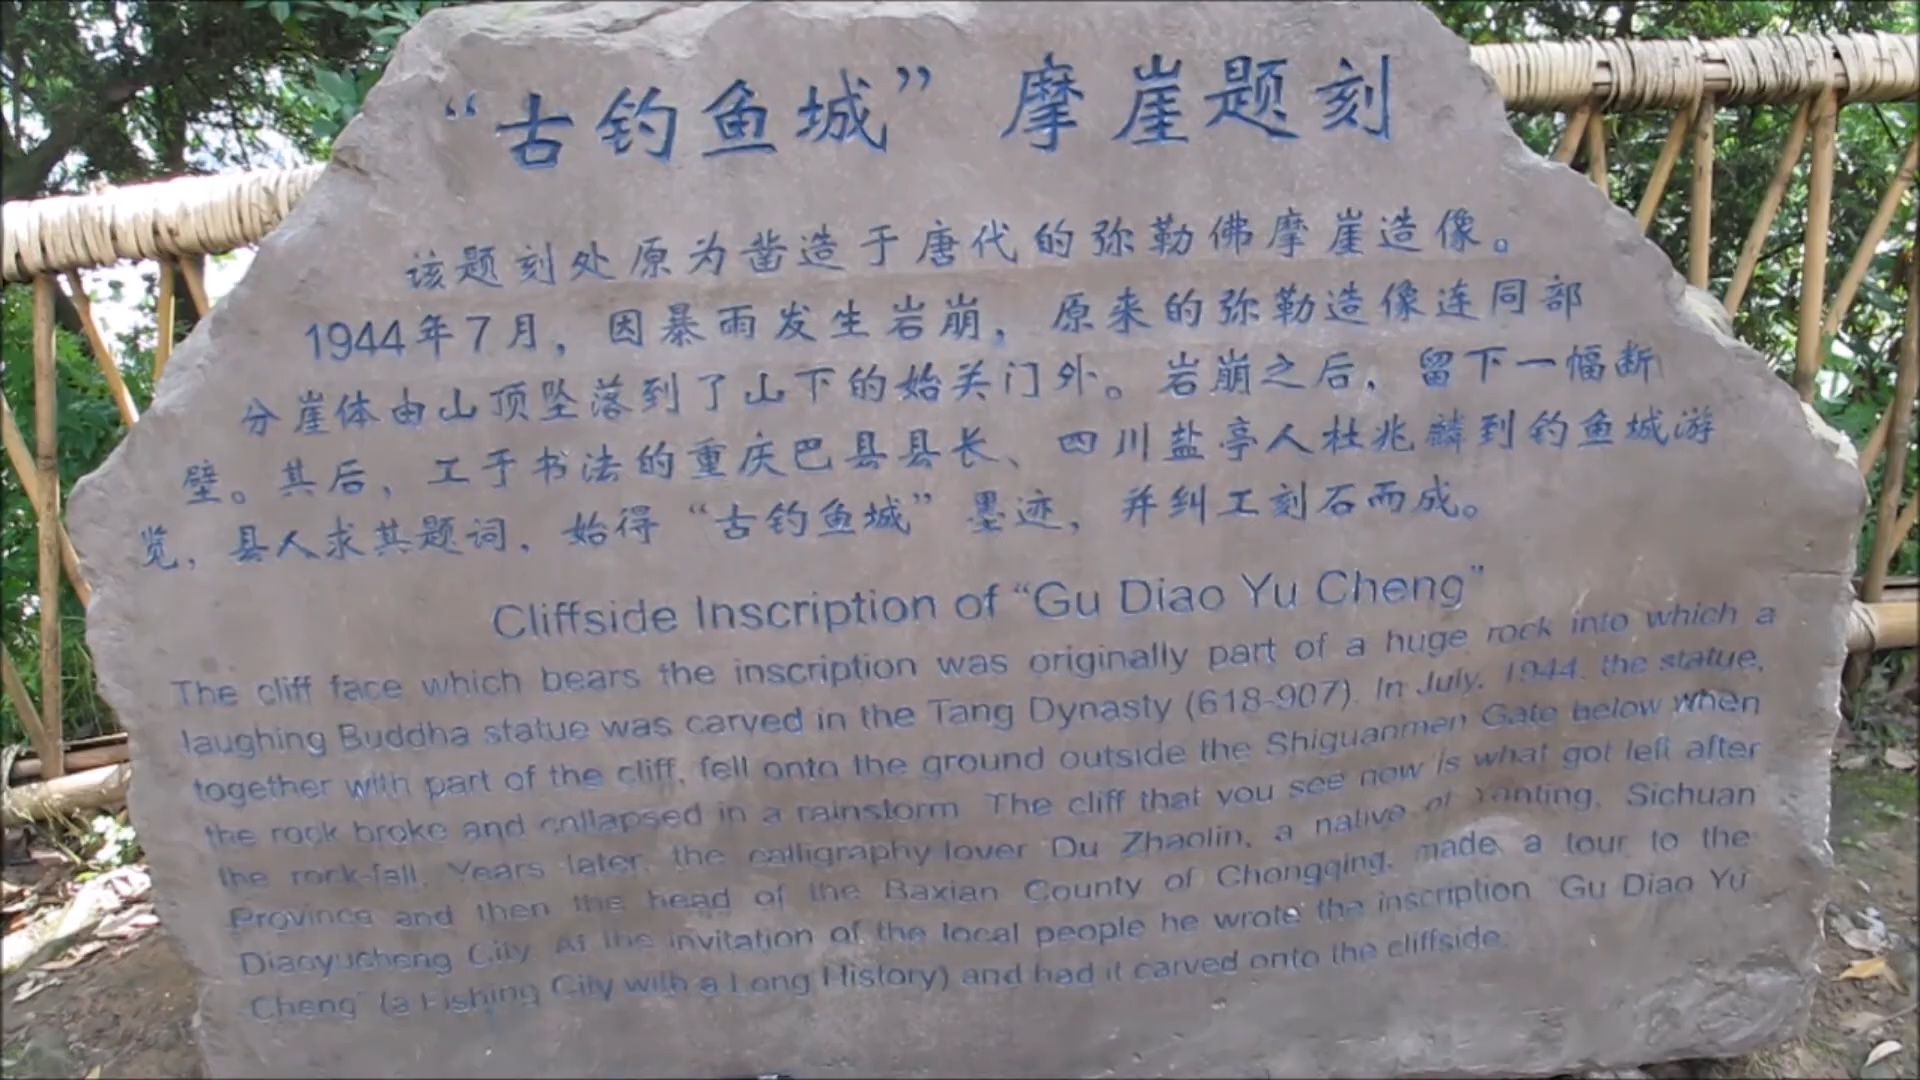 “古钓鱼城” 摩崖题刻
该题刻处原为凿造于唐代的弥勒佛摩崖造像。
1944年7月，因暴雨发生岩崩，原来的弥勒造像连同部
分崖体由山顶坠落到了山下的始关门外。岩崩之后，留下一幅断
壁。其后，工于书法的重庆巴县县长、四川盐亭人杜兆麟到钓鱼城游
览，县人求其题词，始得“古钓鱼城”墨迹，并纠工刻石而成。
Cliffside Inscription of “Gu Diao Yu Cheng”
The cliff face which bears the inscription was originally part of a huge rock into which a
laughing Buddha statue was carved in the Tang Dynasty (618-907). In July, 1944, the statue,
together with part of the cliff, fell onto the ground outside the Shiguanmen Gate below when
the rock broke and collapsed in a rainstorm. The cliff that you see now is what got left after
the rock-fall. Years later, the calligraphy lover Du Zhaolin, a native of Yanting, Sichuan
Province and then the head of the Baxian County of Chongqing, made a tour to the
Diaoyucheng City. At the invitation of the local people he wrote the inscription "Gu Diao Yu
Cheng" (a Fishing City with a Long History) and had it carved onto the cliffside.